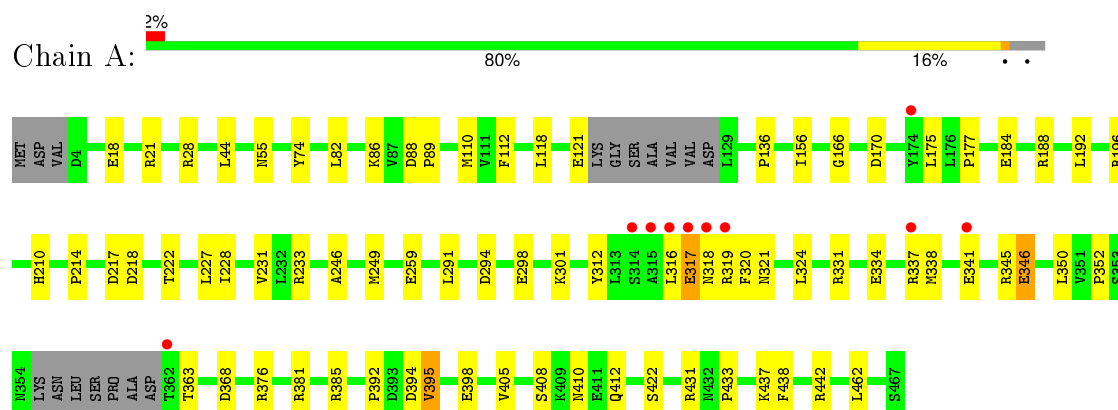 2%
Chain A:
80% 16% • •
MET ASP VAL D4 E18 R21 R28 L44 N55 Y74 L82 K86 V87 D88 P89 M110 V111 F112 L118 E121 LYS GLY SER ALA VAL VAL ASP L129 P136 I156 G166 D170 Y174 L175 L176 P177 E184 R188 L192 R196
H210 P214 D217 D218 T222 L227 I228 V231 L232 R233 A246 M249 E259 L291 D294 E298 K301 Y312 L313 S314 A315 L316 E317 N318 R319 F320 N321 L324 R331 E334 R337 M338 E341 R345 E346 L350 V351 P352 S353
N354 LYS ASN LEU SER PRO ALA ASP T362 T363 D368 R376 R381 R385 P392 D393 D394 V395 E398 V405 S408 K409 N410 E411 Q412 S422 R431 N432 P433 K437 F438 R442 L462 S467